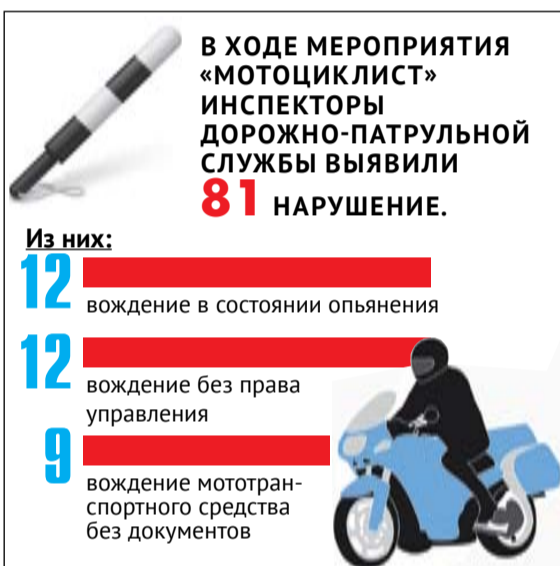 В ХОДЕ МЕРОПРИЯТИЯ
«МОТОЦИКЛИСТ»
ИНСПЕКТОРЫ
ДОРОЖНО-ПАТРУЛЬНОЙ
СЛУЖБЫ ВЫЯВИЛИ
81 НАРУШЕНИЕ.
Из них:
12
вождение в состоянии опьянения
12
вождение без права
управления
9
вождение мототран-
спортного средства
без документов